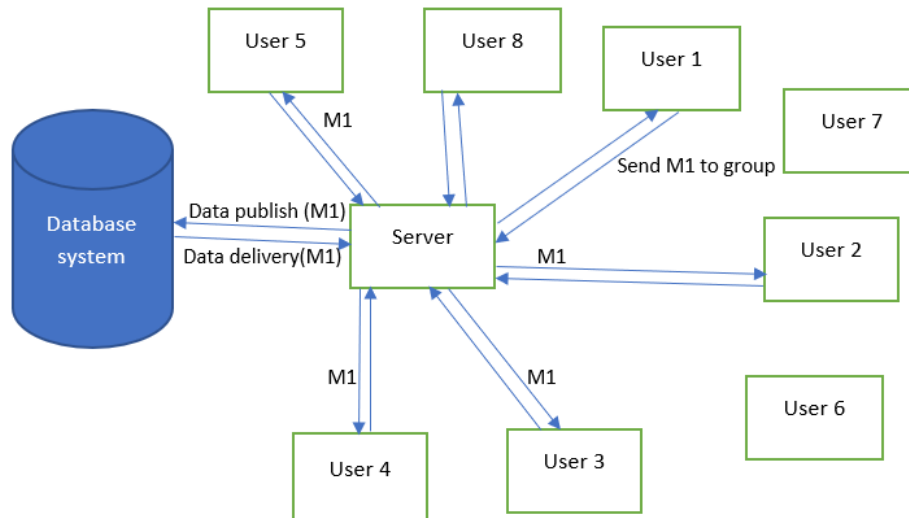 User 5
User 8
User 1
User 7
M1
Send M1 to group
Data publish (M1)
Database
system
Server
Data delivery(M1)
M1
User 2
M1
M1
User 6
User 4
User 3